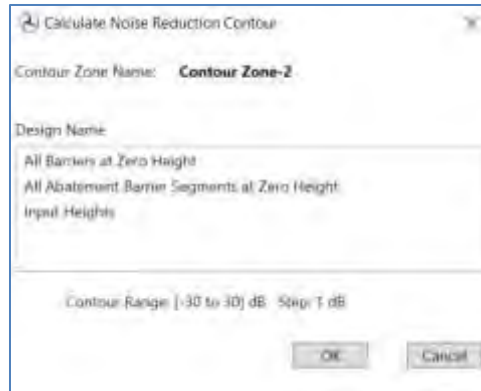 Calculate Noise Reduction Contour
Contour Zone Name: Contour Zone-2
Design Name
All Barriers at Zero Height
All Abatement Barrier Segments at Zero Height
Input Heights
Contour Range: [-30 to 30] dB Step: 1 dB
OK
Cancel